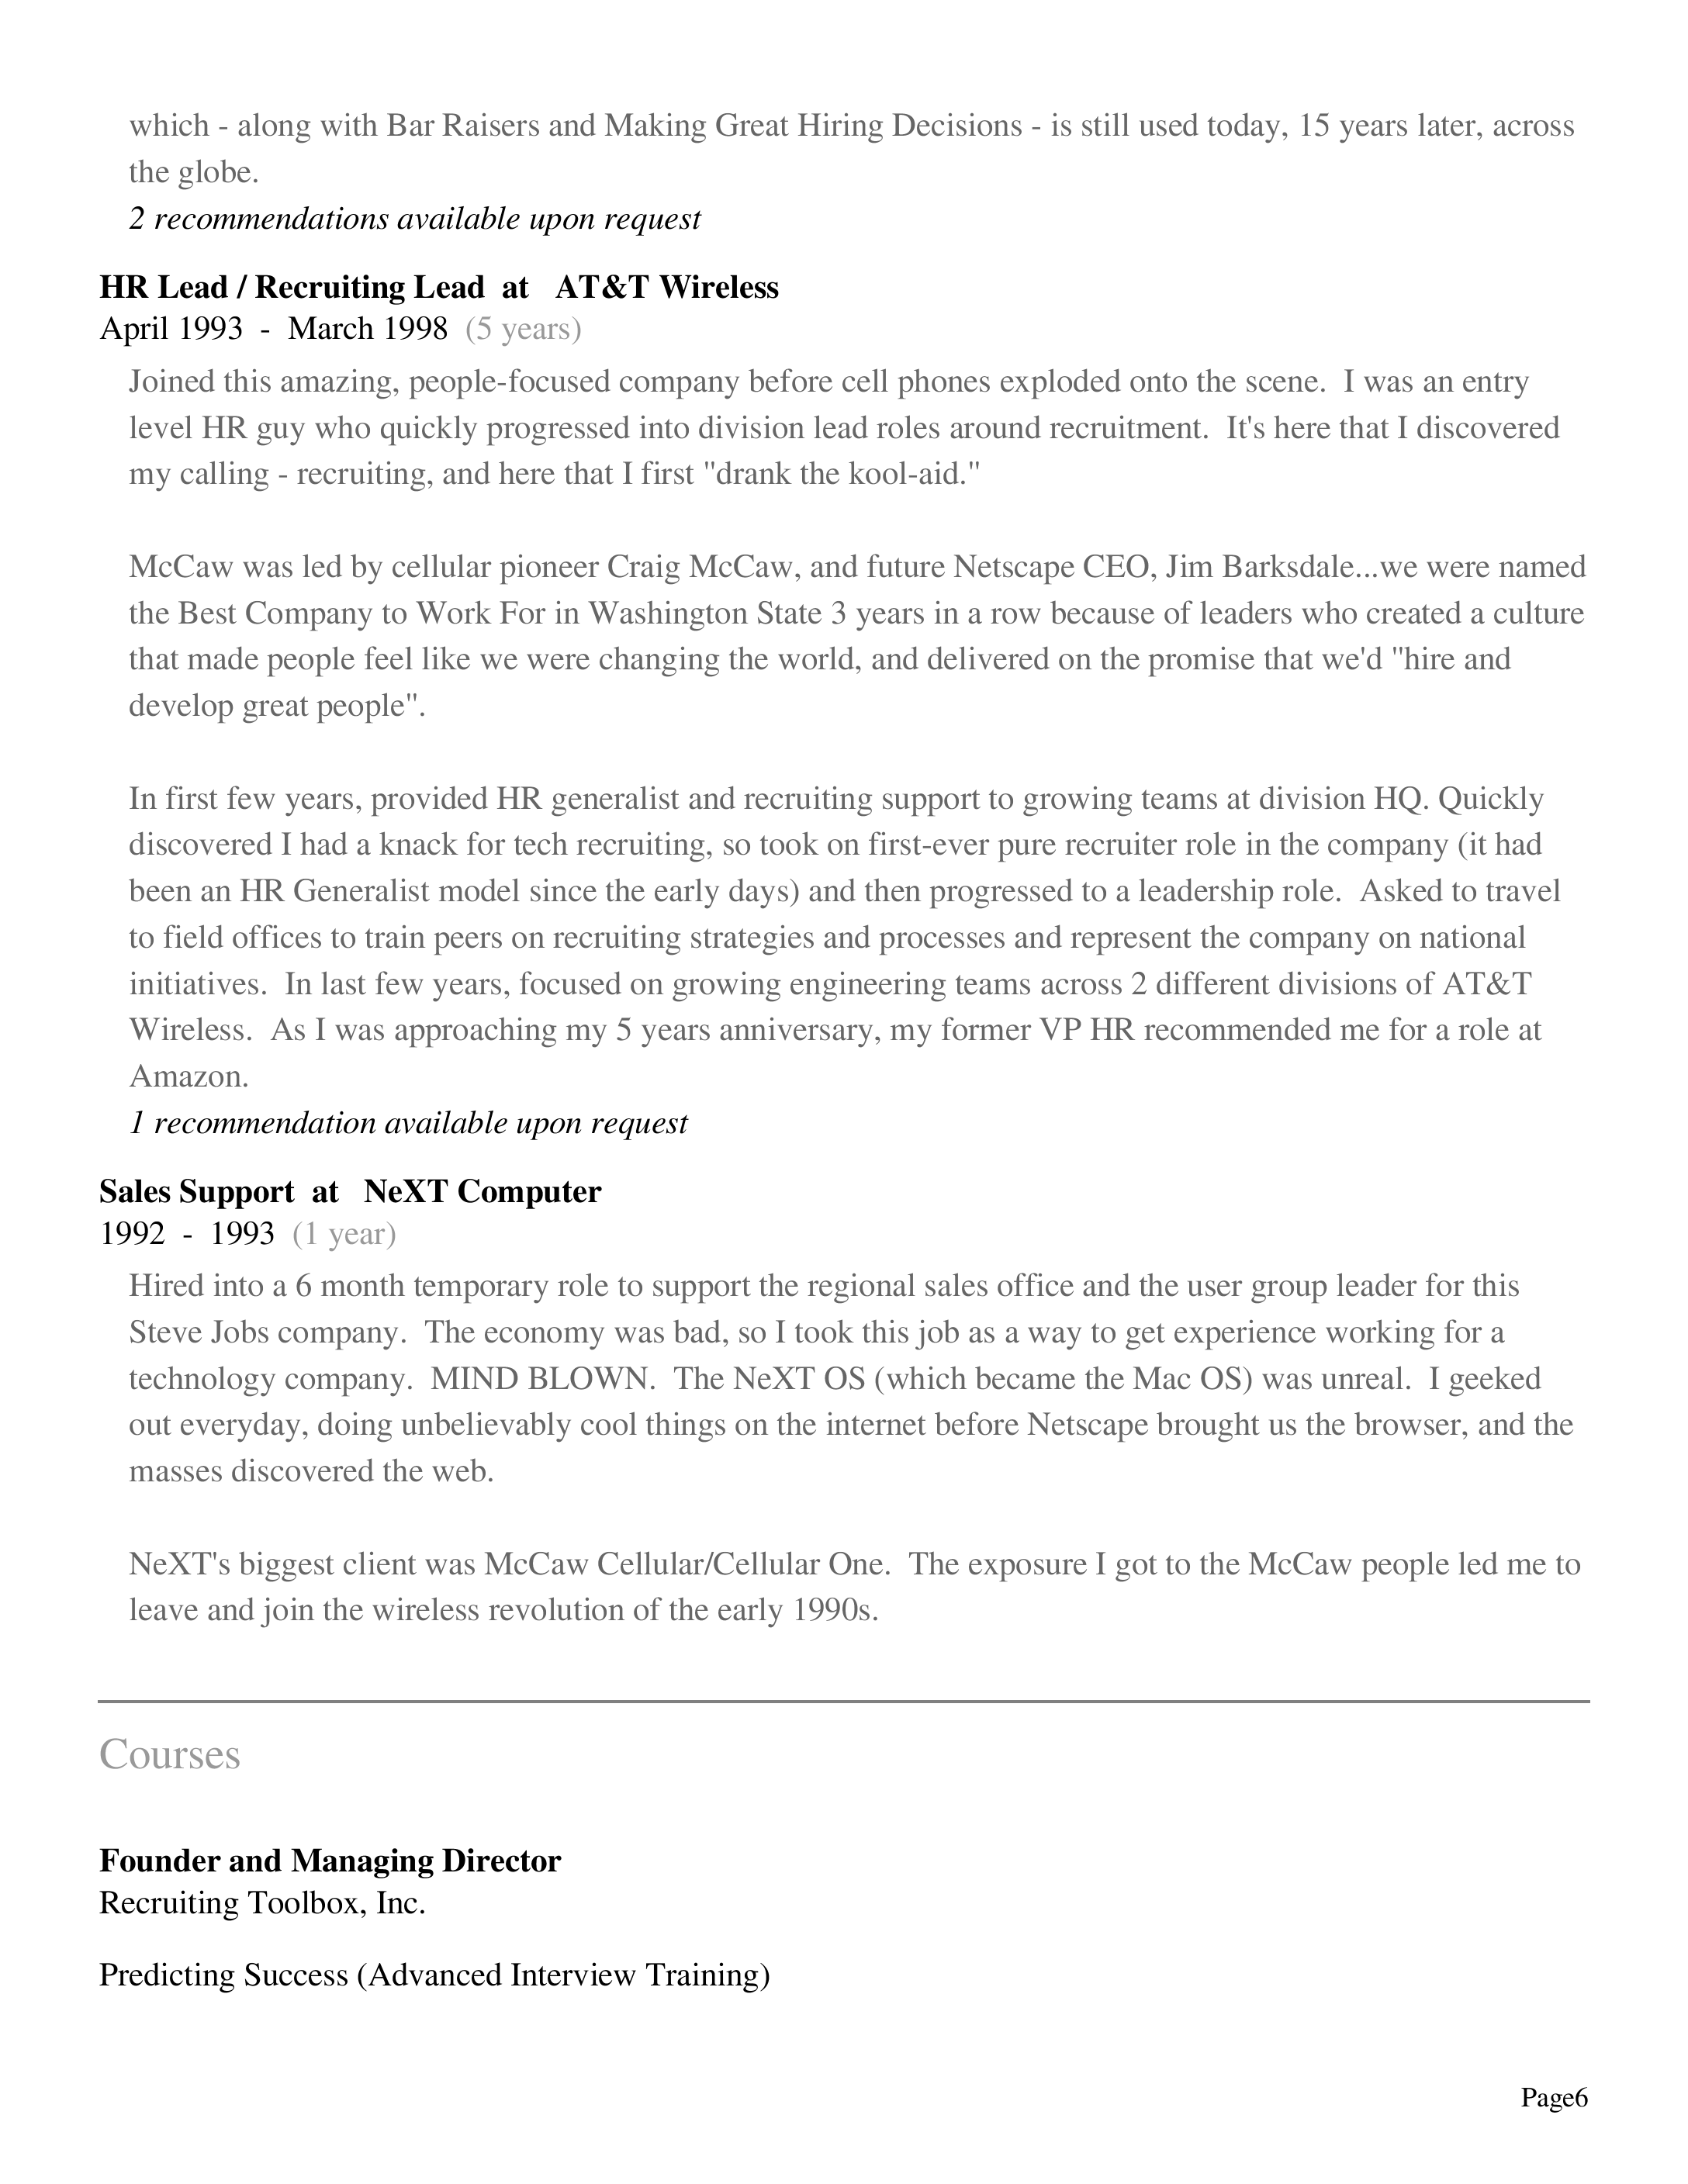 which - along with Bar Raisers and Making Great Hiring Decisions - is still used today, 15 years later, across
the globe.
2 recommendations available upon request
HR Lead / Recruiting Lead  at   AT&T Wireless
April 1993  -  March 1998  (5 years)
Joined this amazing, people-focused company before cell phones exploded onto the scene.  I was an entry
level HR guy who quickly progressed into division lead roles around recruitment.  It's here that I discovered
my calling - recruiting, and here that I first "drank the kool-aid."
McCaw was led by cellular pioneer Craig McCaw, and future Netscape CEO, Jim Barksdale...we were named
the Best Company to Work For in Washington State 3 years in a row because of leaders who created a culture
that made people feel like we were changing the world, and delivered on the promise that we'd "hire and
develop great people".
In first few years, provided HR generalist and recruiting support to growing teams at division HQ. Quickly
discovered I had a knack for tech recruiting, so took on first-ever pure recruiter role in the company (it had
been an HR Generalist model since the early days) and then progressed to a leadership role.  Asked to travel
to field offices to train peers on recruiting strategies and processes and represent the company on national
initiatives.  In last few years, focused on growing engineering teams across 2 different divisions of AT&T
Wireless.  As I was approaching my 5 years anniversary, my former VP HR recommended me for a role at
Amazon.
1 recommendation available upon request
Sales Support  at   NeXT Computer
1992  -  1993  (1 year)
Hired into a 6 month temporary role to support the regional sales office and the user group leader for this
Steve Jobs company.  The economy was bad, so I took this job as a way to get experience working for a
technology company.  MIND BLOWN.  The NeXT OS (which became the Mac OS) was unreal.  I geeked
out everyday, doing unbelievably cool things on the internet before Netscape brought us the browser, and the
masses discovered the web.
NeXT's biggest client was McCaw Cellular/Cellular One.  The exposure I got to the McCaw people led me to
leave and join the wireless revolution of the early 1990s.
Courses
Founder and Managing Director
Recruiting Toolbox, Inc.
Predicting Success (Advanced Interview Training)
Page6